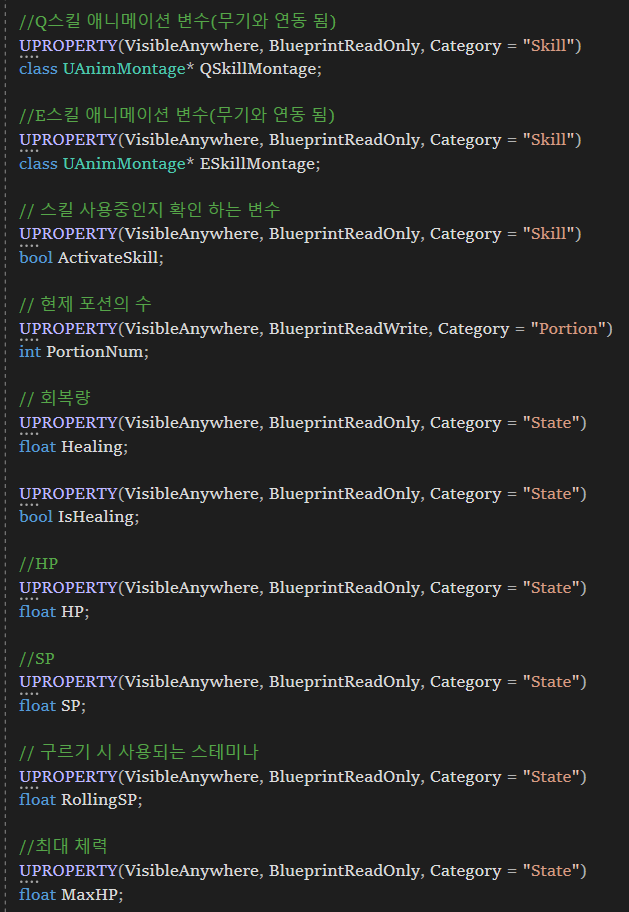 //Q스킬 애니메이션 변수(무기와 연동 됨)
UPROPERTY(VisibleAnywhere, BlueprintReadOnly, Category = "Skill")
class UAnimMontage* QSkillMontage;
//E스킬 애니메이션 변수(무기와 연동 됨)
UPROPERTY(VisibleAnywhere, BlueprintReadOnly, Category = "Skill")
class UAnimMontage* ESkillMontage;
// 스킬 사용중인지 확인 하는 변수
UPROPERTY(VisibleAnywhere, BlueprintReadOnly, Category = "Skill")
bool ActivateSkill;
// 현제 포션의 수
UPROPERTY(VisibleAnywhere, BlueprintReadWrite, Category = "Portion")
int PortionNum;
// 회복량
UPROPERTY(VisibleAnywhere, BlueprintReadOnly, Category = "State")
float Healing;
UPROPERTY(VisibleAnywhere, BlueprintReadOnly, Category = "State")
bool IsHealing;
//HP
UPROPERTY(VisibleAnywhere, BlueprintReadOnly, Category = "State")
float HP;
//SP
UPROPERTY(VisibleAnywhere, BlueprintReadOnly, Category = "State")
float SP;
// 구르기 시 사용되는 스테미나
UPROPERTY(VisibleAnywhere, BlueprintReadOnly, Category = "State")
float RollingSP;
//최대 체력
UPROPERTY(VisibleAnywhere, BlueprintReadOnly, Category = "State")
float MaxHP;